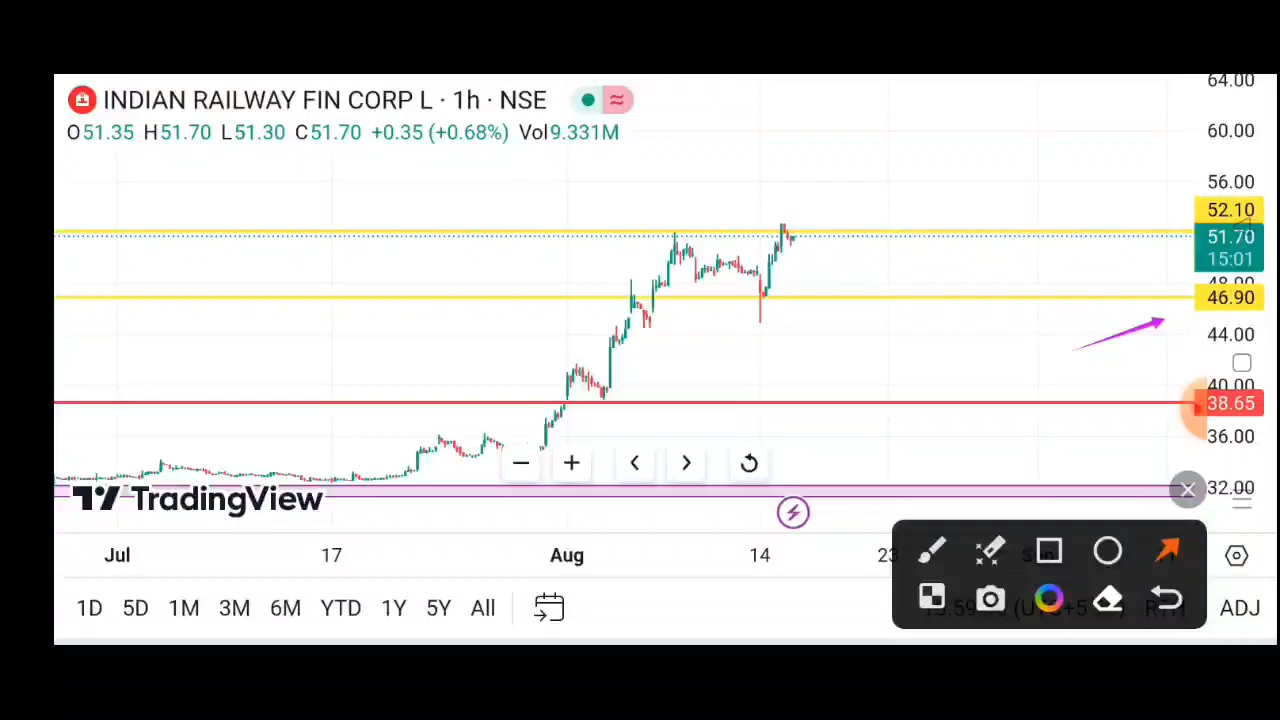 INDIAN RAILWAY FIN CORP L · 1h · NSE
O51.35 H51.70 L51.30 C51.70 +0.35 (+0.68%) Vol9.331M
64.00
60.00
56.00
52.10
51.70
15:01
48.00
46.90
44.00
40.00
38.65
36.00
32.00
TradingView
Jul 17 Aug 14 23
1D 5D 1M 3M 6M YTD 1Y 5Y All
ADJ